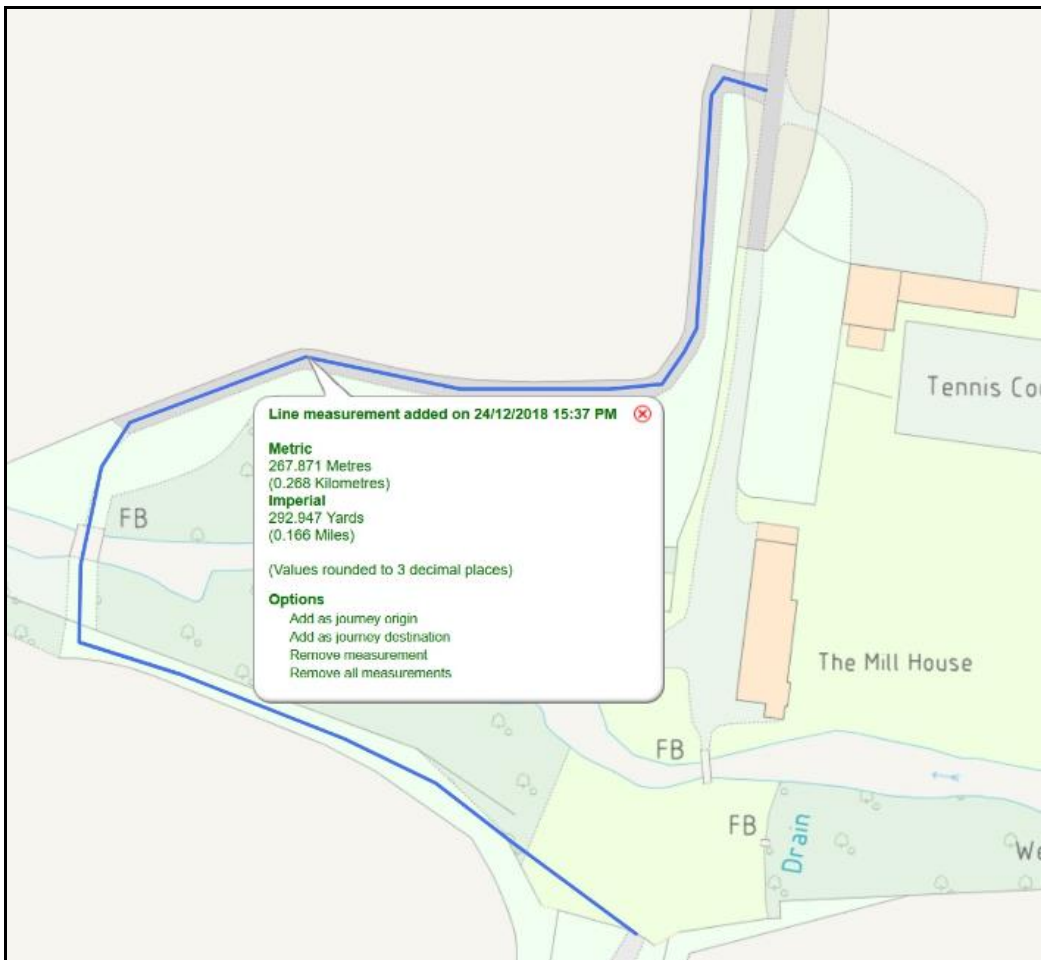 Tennis Co
Line measurement added on 24/12/2018 15:37 PM
Metric
267.871 Metres
(0.268 Kilometres)
Imperial
292.947 Yards
(0.166 Miles)
(Values rounded to 3 decimal places)
Options
Add as journey origin
Add as journey destination
Remove measurement
Remove all measurements
FB
The Mill House
FB
FB
Drain
We